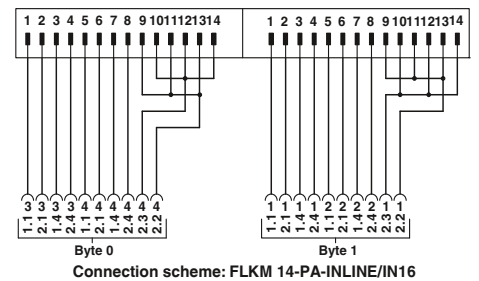 1 2 3 4 5 6 7 8 9 10 11 12 13 14
1 2 3 4 5 6 7 8 9 10 11 12 13 14
3 3 3 3 4 4 4 4 4 4
1.1 2.1 1.4 2.4 1.1 2.1 1.4 2.4 2.3 2.2
1 1 1 1 2 2 2 2 1 1
1.1 2.1 1.4 2.4 1.1 2.1 1.4 2.4 2.3 2.2
Byte 0
Byte 1
Connection scheme: FLKM 14-PA-INLINE/IN16